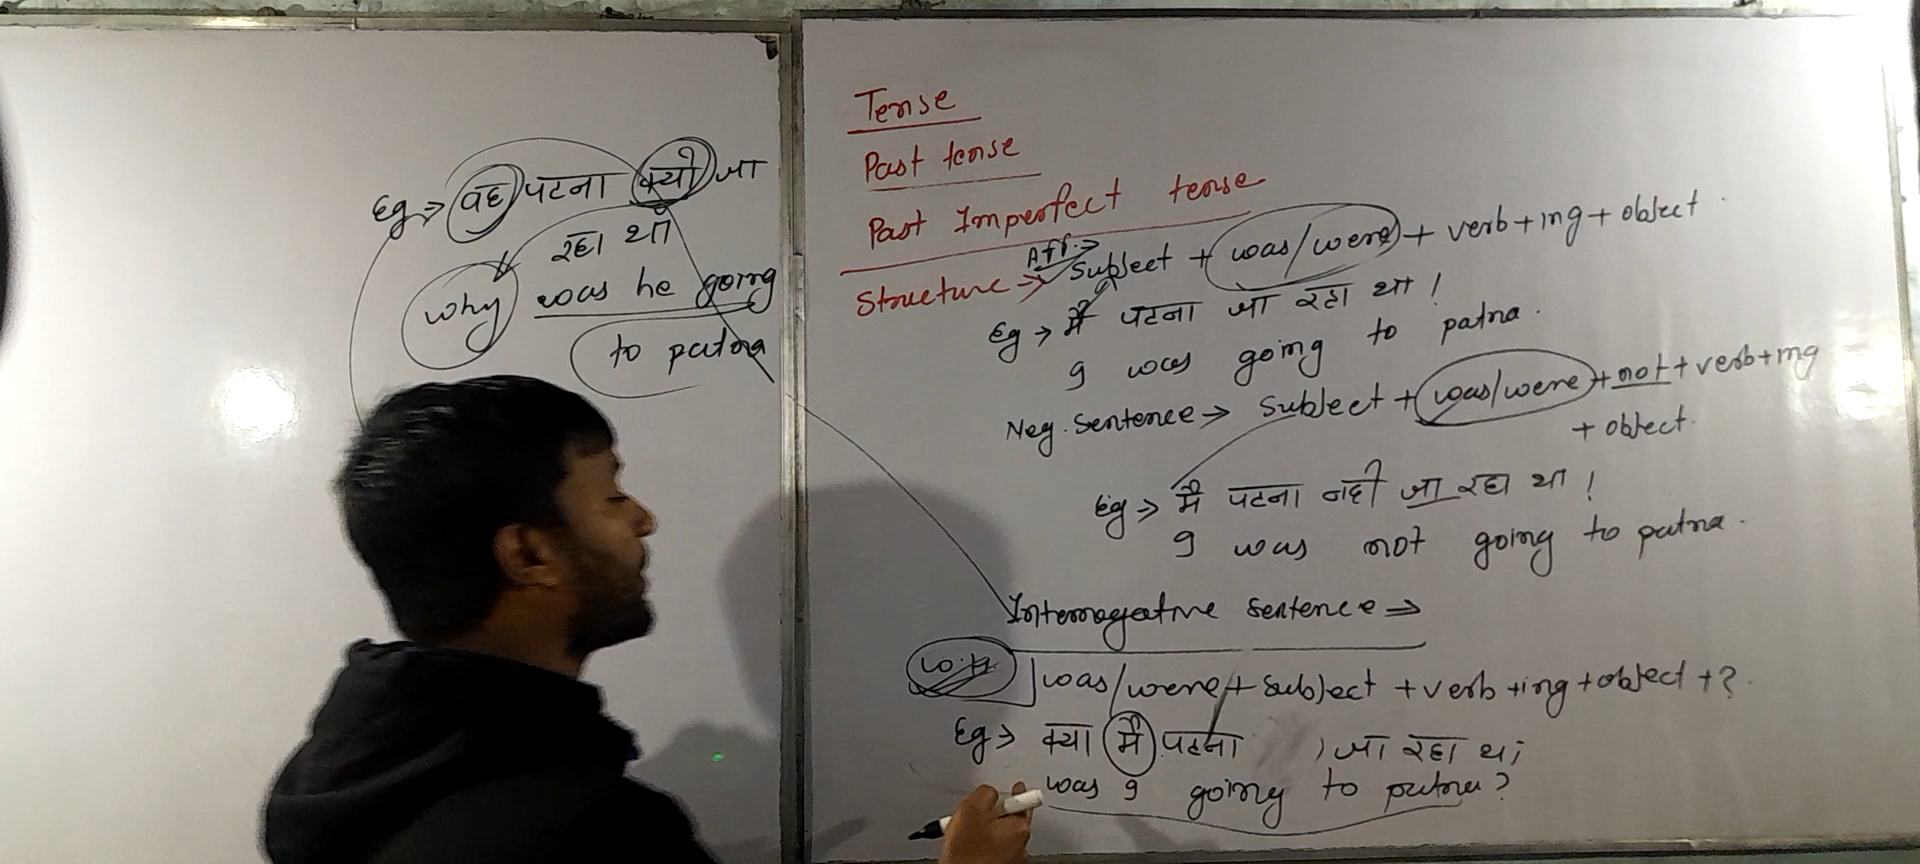 Eg → वह पटना क्यों जा
रहा था
why was he going
to patna
Tense
Past tense
Past Imperfect tense
Aff. →
Structure → Subject + was/were + verb+ing + object
Eg → मैं पटना जा रहा था !
I was going to patna.
Neg. Sentence → Subject + was/were + not + verb+ing
+ object.
Eg → मैं पटना नहीं जा रहा था !
I was not going to patna.
Interrogative Sentence →
W.H was/were + Subject + verb +ing + object + ?
Eg → क्या मैं पटना जा रहा था
was I going to patna?